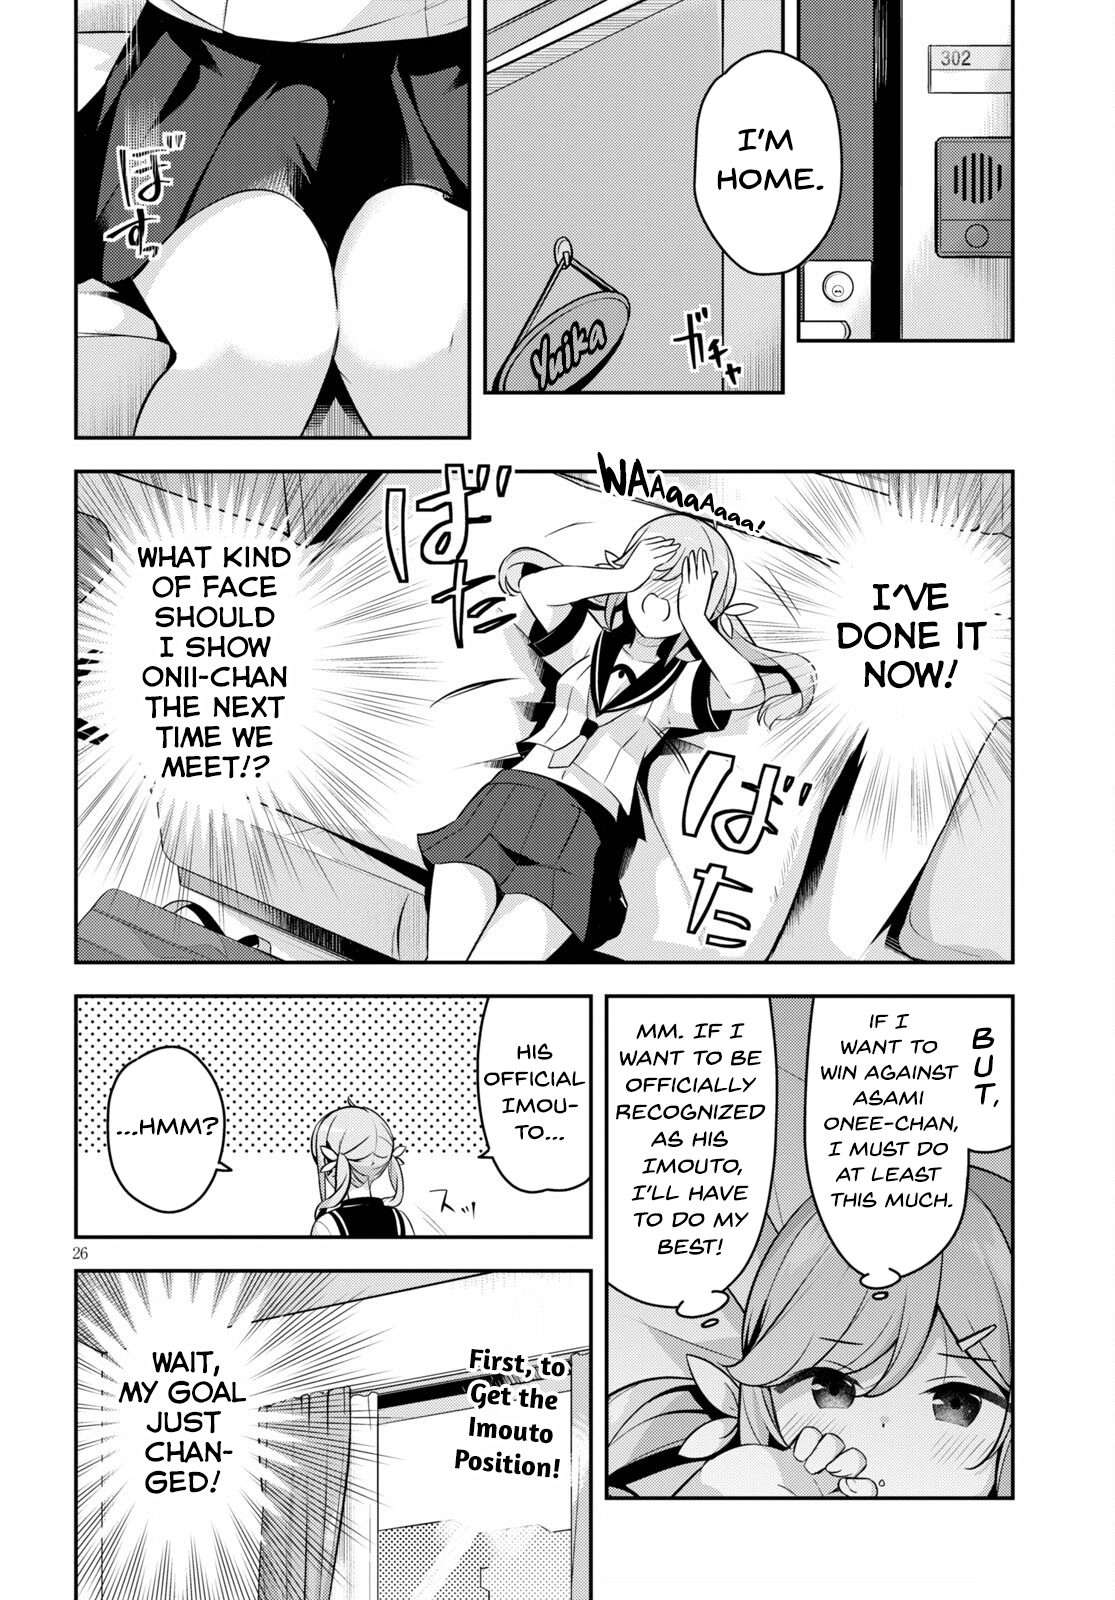 302
I'M
HOME.
Yuika
ガチャ
ぼすっ
WAAaaAaaa!
I'VE
DONE IT
NOW!
ばたばた
WHAT KIND
OF FACE
SHOULD
I SHOW
ONII-CHAN
THE NEXT
TIME WE
MEET!?
BUT,
IF I
WANT TO
WIN AGAINST
ASAMI
ONEE-CHAN,
I MUST DO
AT LEAST
THIS MUCH.
MM. IF I
WANT TO BE
OFFICIALLY
RECOGNIZED
AS HIS
IMOUTO,
I'LL HAVE
TO DO MY
BEST!
HIS
OFFICIAL
IMOU-
TO...
スッ
...HMM?
26
First, to
Get the
Imouto
Position!
WAIT,
MY GOAL
JUST
CHAN-
GED!